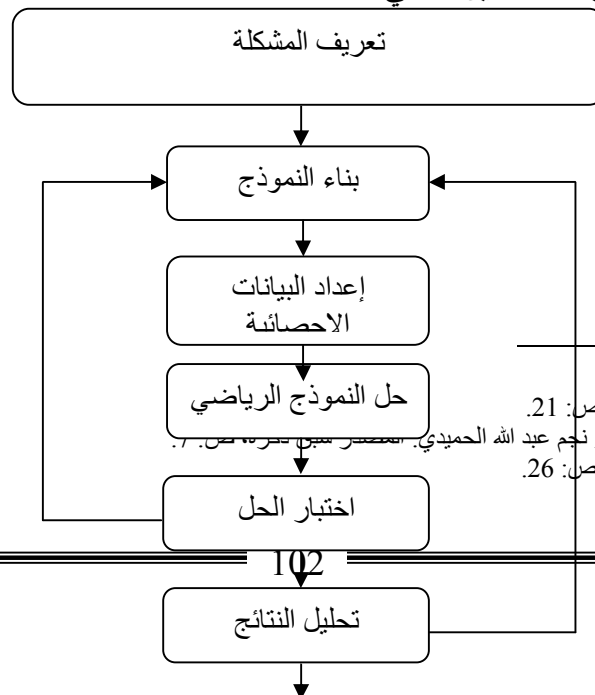 تعريف المشكلة
بناء النموذج
إعداد البيانات
الاحصائية
حل النموذج الرياضي
ص: 21.
نجم عبد الله الحميدي. المصدر سبق ذكره، ص: 7.
ص: 26.
اختبار الحل
102
تحليل النتائج